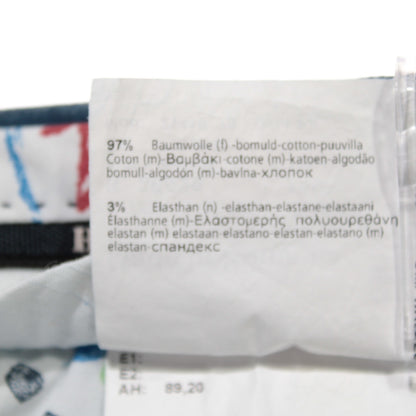 97% Baumwolle (f) -bomuld-cotton-puuvilla
Coton (m)-Βαμβάκι-cotone (m)-katoen-algodão
bomull-algodón (m)-bavlna-хлопок
3% Elasthan (n) -elasthan-elastane-elastaani
Élasthanne (m)-Ελαστομερής πολυουρεθάνη
elastan (m) elastaan-elastano-elastan-elastano (m)
elastan-спандекс
E1:
E2:
AH: 89,20